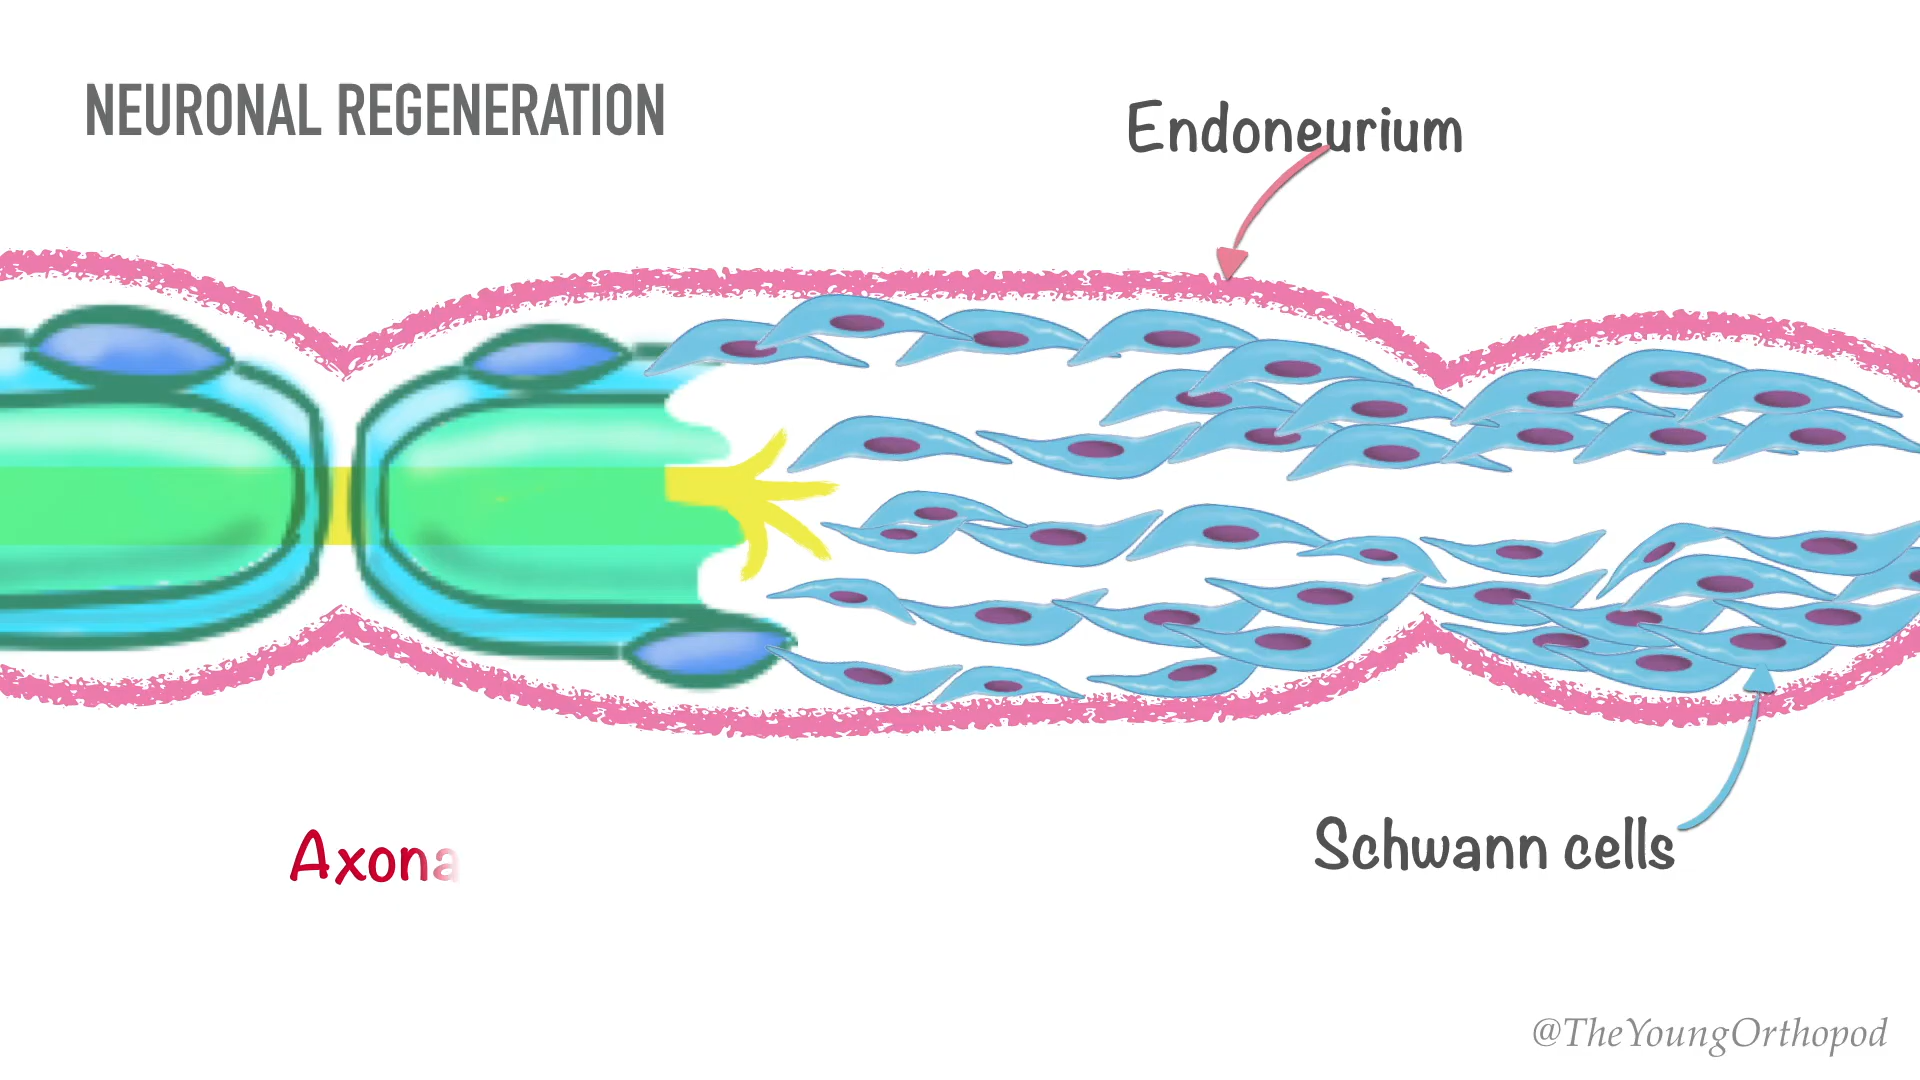 NEURONAL REGENERATION
Endoneurium
Axona
Schwann cells
@TheYoungOrthopod